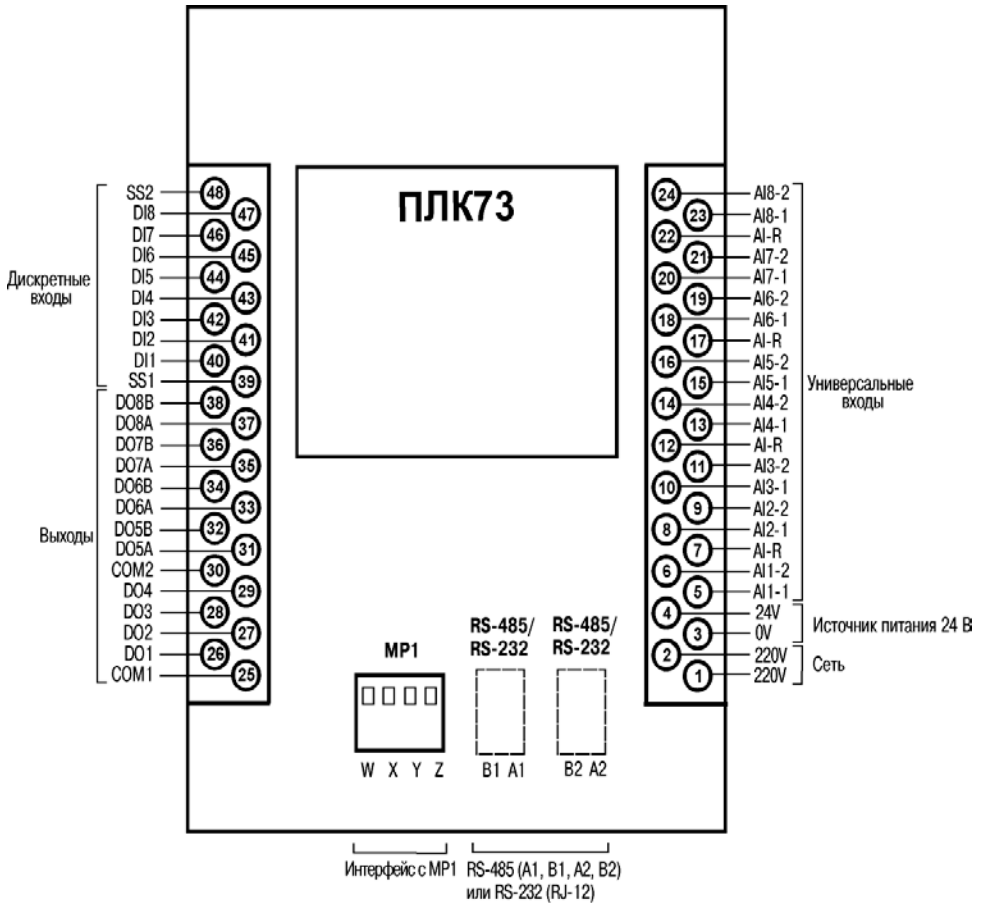 ПЛК73
Дискретные
входы
SS2 48
DI8 47
DI7 46
DI6 45
DI5 44
DI4 43
DI3 42
DI2 41
DI1 40
SS1 39
Выходы
DO8B 38
DO8A 37
DO7B 36
DO7A 35
DO6B 34
DO6A 33
DO5B 32
DO5A 31
COM2 30
DO4 29
DO3 28
DO2 27
DO1 26
COM1 25
24 AI8-2
23 AI8-1
22 AI-R
21 AI7-2
20 AI7-1
19 AI6-2
18 AI6-1
17 AI-R
16 AI5-2
15 AI5-1
14 AI4-2
13 AI4-1
12 AI-R
11 AI3-2
10 AI3-1
9 AI2-2
8 AI2-1
7 AI-R
6 AI1-2
5 AI1-1
Универсальные
входы
4 24V
3 0V
Источник питания 24 В
2 220V
1 220V
Сеть
MP1
W X Y Z
RS-485/
RS-232
B1 A1
RS-485/
RS-232
B2 A2
Интерфейс с МР1
RS-485 (A1, B1, A2, B2)
или RS-232 (RJ-12)